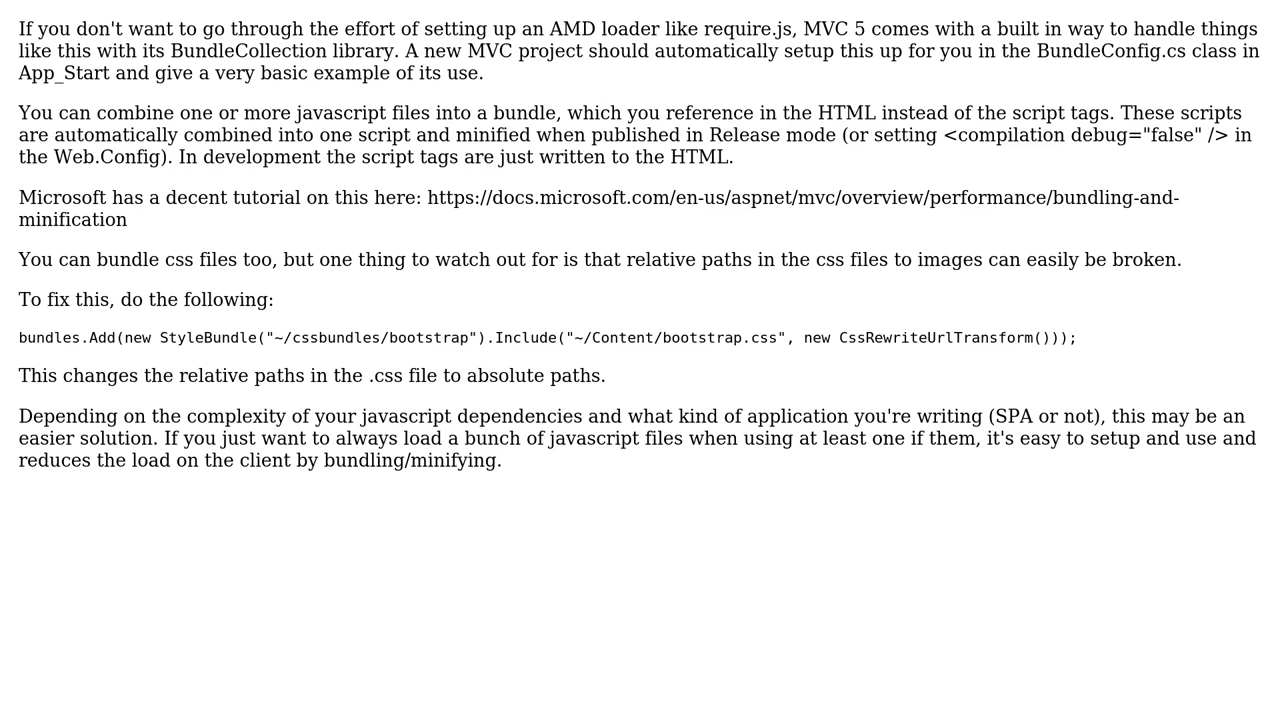 If you don't want to go through the effort of setting up an AMD loader like require.js, MVC 5 comes with a built in way to handle things
like this with its BundleCollection library. A new MVC project should automatically setup this up for you in the BundleConfig.cs class in
App_Start and give a very basic example of its use.
You can combine one or more javascript files into a bundle, which you reference in the HTML instead of the script tags. These scripts
are automatically combined into one script and minified when published in Release mode (or setting <compilation debug="false" /> in
the Web.Config). In development the script tags are just written to the HTML.
Microsoft has a decent tutorial on this here: https://docs.microsoft.com/en-us/aspnet/mvc/overview/performance/bundling-and-
minification
You can bundle css files too, but one thing to watch out for is that relative paths in the css files to images can easily be broken.
To fix this, do the following:
bundles.Add(new StyleBundle("~/cssbundles/bootstrap").Include("~/Content/bootstrap.css", new CssRewriteUrlTransform()));
This changes the relative paths in the .css file to absolute paths.
Depending on the complexity of your javascript dependencies and what kind of application you're writing (SPA or not), this may be an
easier solution. If you just want to always load a bunch of javascript files when using at least one if them, it's easy to setup and use and
reduces the load on the client by bundling/minifying.